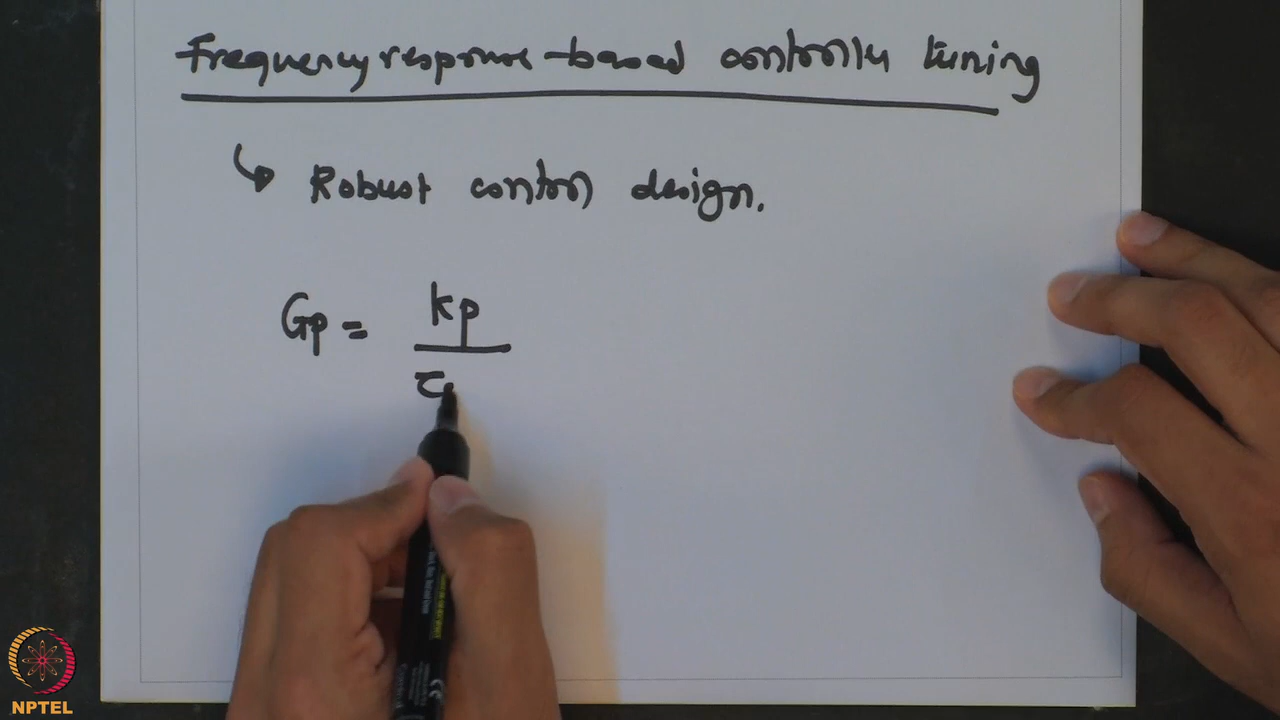 Frequency response-based controller tuning
↳ Robust control design.
Gp = kp
τ
NPTEL